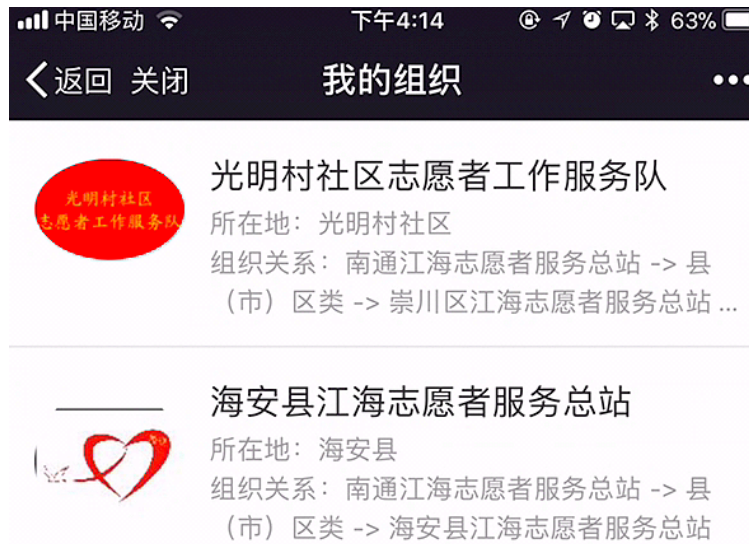 中国移动 下午4:14 63%
返回 关闭 我的组织
光明村社区志愿者工作服务队
光明村社区
志愿者工作服务队
所在地：光明村社区
组织关系：南通江海志愿者服务总站 -> 县
（市）区类 -> 崇川区江海志愿者服务总站 ...
海安县江海志愿者服务总站
所在地：海安县
组织关系：南通江海志愿者服务总站 -> 县
（市）区类 -> 海安县江海志愿者服务总站